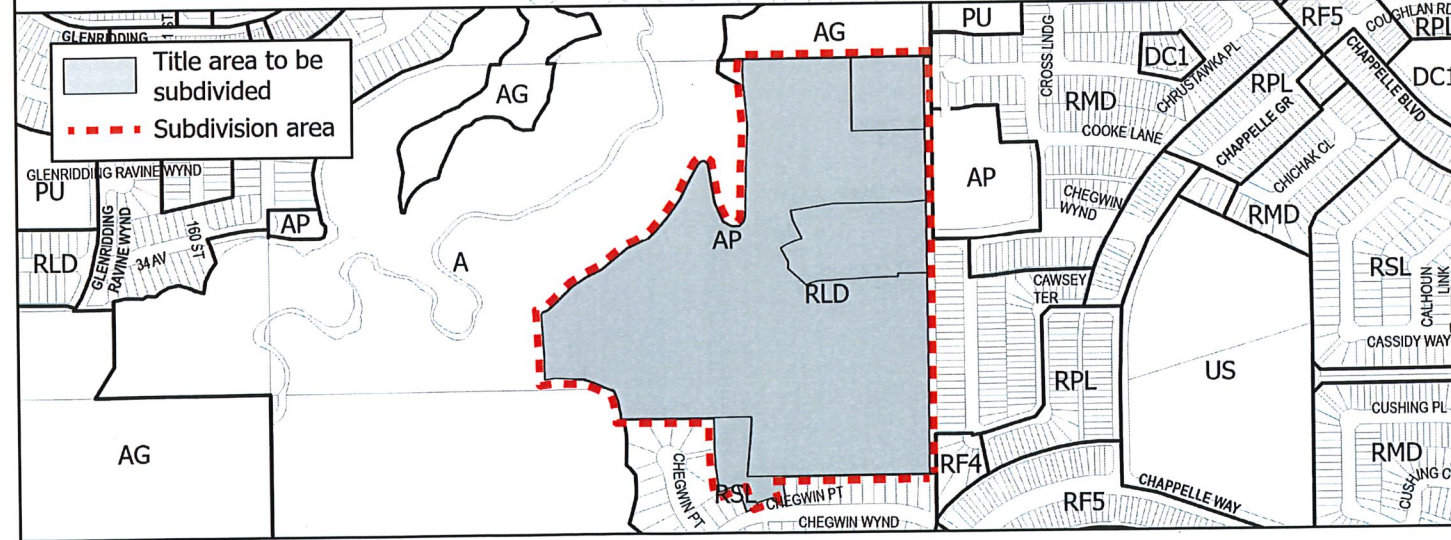 GLENRIDDING
1 ST
Title area to be
subdivided
Subdivision area
AG
AG
PU
CROSS LNDG
DC1
CHRUSTAWKA PL
RMD
COOKE LANE
RPL
RF5
COUGHLAN RD
RPL
CHAPPELLE BLVD
DC1
CHAPPELLE GR
CHICHAK CL
GLENRIDDING RAVINE WYND
PU
AP
GLENRIDDING
RAVINE WYND
160 ST
34 AV
RLD
A
AP
AP
CHEGWIN
WYND
RMD
RSL
CALHOUN
LINK
RLD
CAWSEY
TER
CASSIDY WAY
RPL
US
CUSHING PL
AG
RMD
RF4
RF5
CHAPPELLE WAY
CHEGWIN PT
RSL
CHEGWIN PT
CHEGWIN WYND